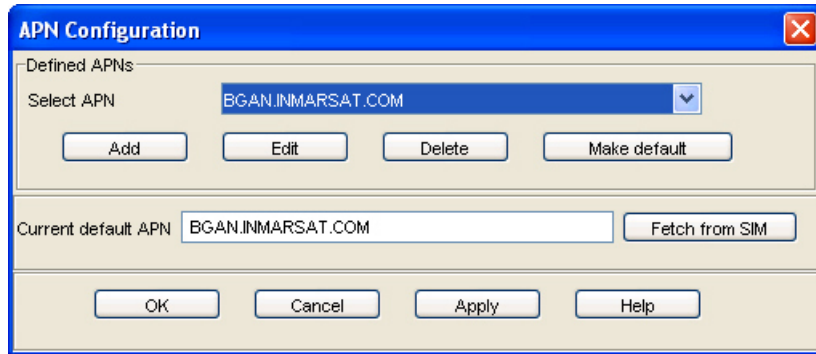 APN Configuration
Defined APNs
Select APN BGAN.INMARSAT.COM
Add Edit Delete Make default
Current default APN BGAN.INMARSAT.COM Fetch from SIM
OK Cancel Apply Help